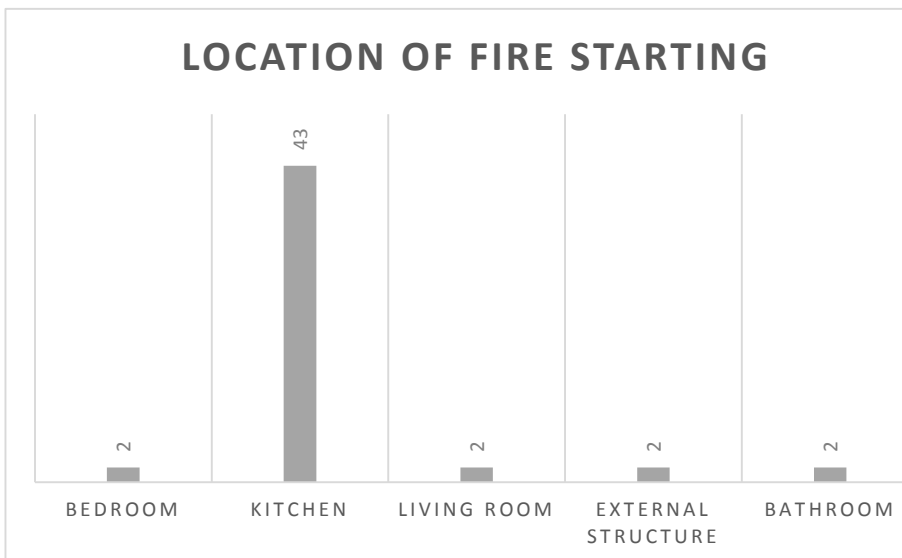 LOCATION OF FIRE STARTING
2
43
2
2
2
BEDROOM
KITCHEN
LIVING ROOM
EXTERNAL
STRUCTURE
BATHROOM